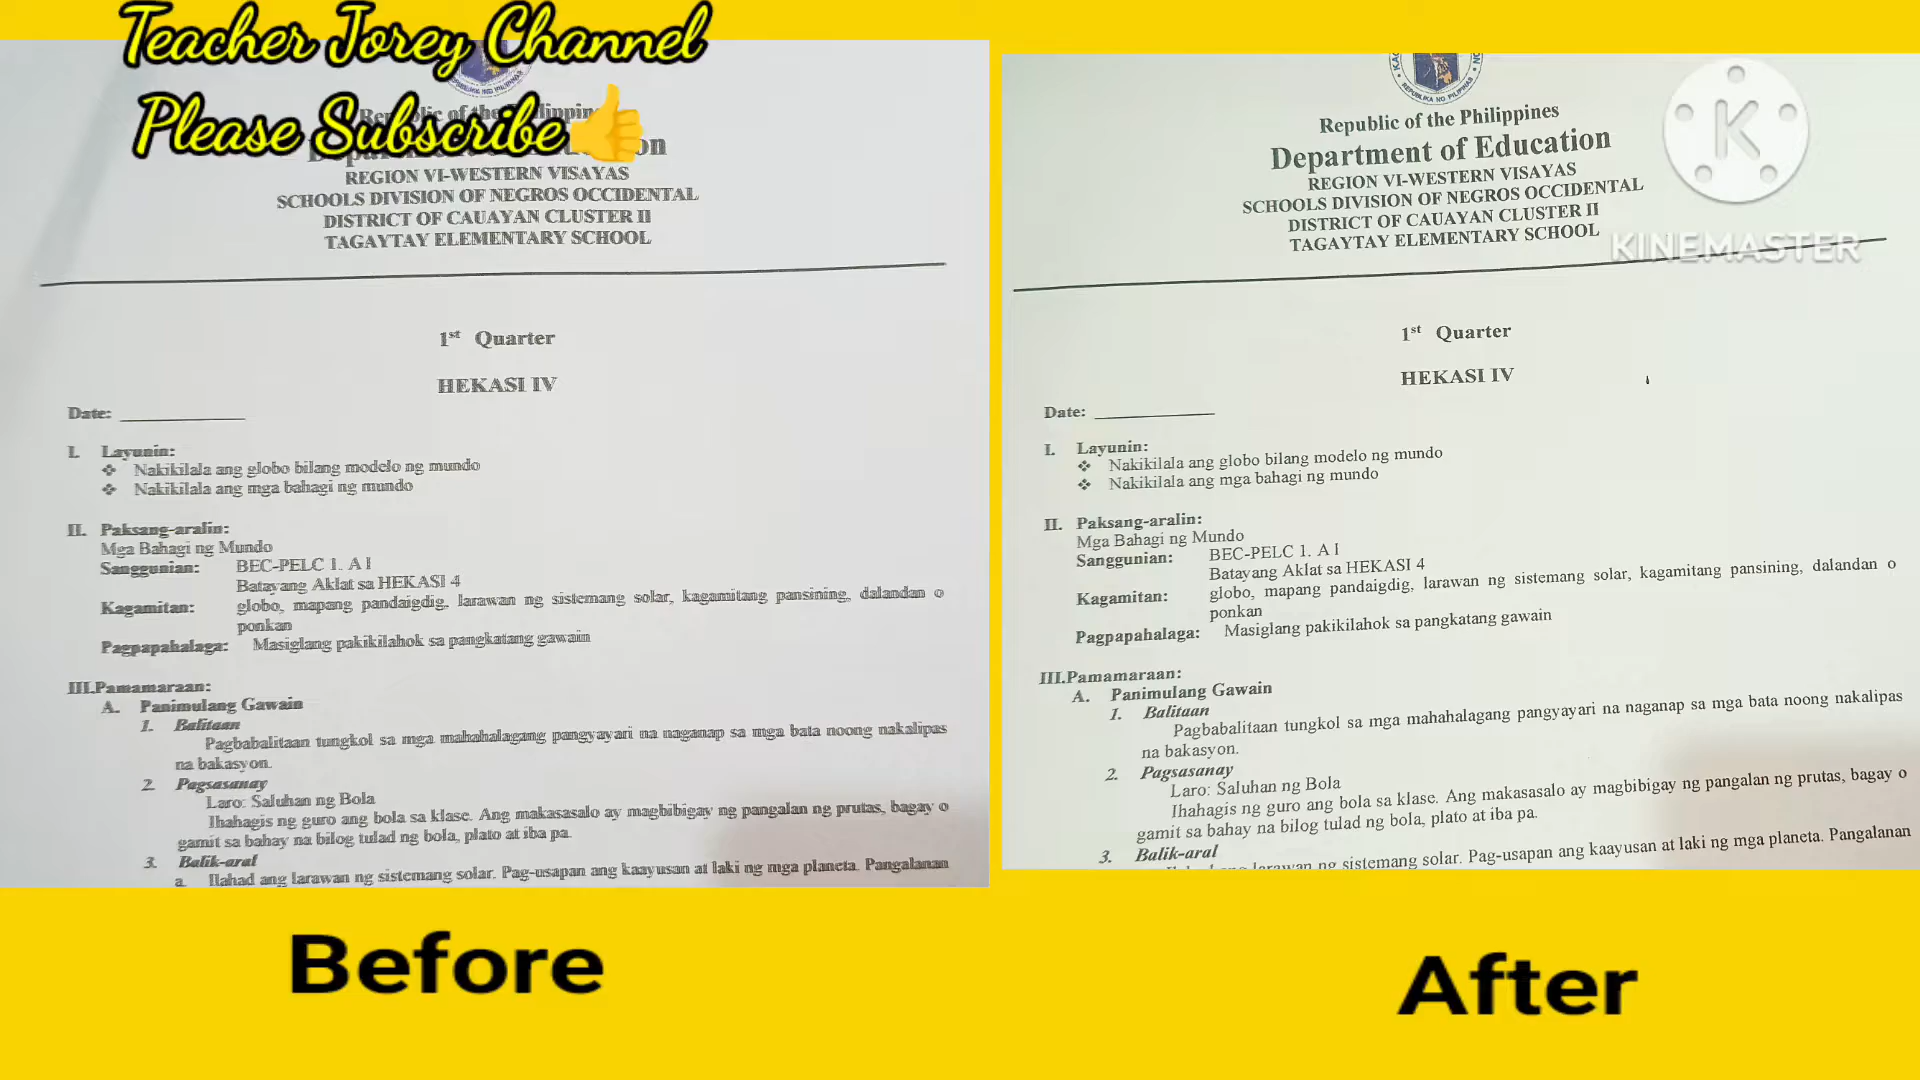 Teacher Jorey Channel
Please Subscribe
REGION VI-WESTERN VISAYAS
SCHOOLS DIVISION OF NEGROS OCCIDENTAL
DISTRICT OF CAUAYAN CLUSTER II
TAGAYTAY ELEMENTARY SCHOOL
1st Quarter
HEKASI IV
Date: ____________
I. Layunin:
❖ Nakikilala ang globo bilang modelo ng mundo
❖ Nakikilala ang mga bahagi ng mundo
II. Paksang-aralin:
Mga Bahagi ng Mundo
Sanggunian: BEC-PELC 1. A I
Batayang Aklat sa HEKASI 4
Kagamitan: globo, mapang pandaigdig, larawan ng sistemang solar, kagamitang pansining, dalandan o
ponkan
Pagpapahalaga: Masiglang pakikilahok sa pangkatang gawain
III.Pamamaraan:
A. Panimulang Gawain
1. Balitaan
Pagbabalitaan tungkol sa mga mahahalagang pangyayari na naganap sa mga bata noong nakalipas
na bakasyon.
2. Pagsasanay
Laro: Saluhan ng Bola
Ihahagis ng guro ang bola sa klase. Ang makasasalo ay magbibigay ng pangalan ng prutas, bagay o
gamit sa bahay na bilog tulad ng bola, plato at iba pa.
3. Balik-aral
a. Ilahad ang larawan ng sistemang solar. Pag-usapan ang kaayusan at laki ng mga planeta. Pangalanan
Before
REPUBLIKA NG PILIPINAS
Republic of the Philippines
Department of Education
REGION VI-WESTERN VISAYAS
SCHOOLS DIVISION OF NEGROS OCCIDENTAL
DISTRICT OF CAUAYAN CLUSTER II
TAGAYTAY ELEMENTARY SCHOOL
K
KINEMASTER
1st Quarter
HEKASI IV
Date: ____________
I. Layunin:
❖ Nakikilala ang globo bilang modelo ng mundo
❖ Nakikilala ang mga bahagi ng mundo
II. Paksang-aralin:
Mga Bahagi ng Mundo
Sanggunian: BEC-PELC 1. A I
Batayang Aklat sa HEKASI 4
Kagamitan: globo, mapang pandaigdig, larawan ng sistemang solar, kagamitang pansining, dalandan o
ponkan
Pagpapahalaga: Masiglang pakikilahok sa pangkatang gawain
III.Pamamaraan:
A. Panimulang Gawain
1. Balitaan
Pagbabalitaan tungkol sa mga mahahalagang pangyayari na naganap sa mga bata noong nakalipas
na bakasyon.
2. Pagsasanay
Laro: Saluhan ng Bola
Ihahagis ng guro ang bola sa klase. Ang makasasalo ay magbibigay ng pangalan ng prutas, bagay o
gamit sa bahay na bilog tulad ng bola, plato at iba pa.
3. Balik-aral
larawan ng sistemang solar. Pag-usapan ang kaayusan at laki ng mga planeta. Pangalanan
After